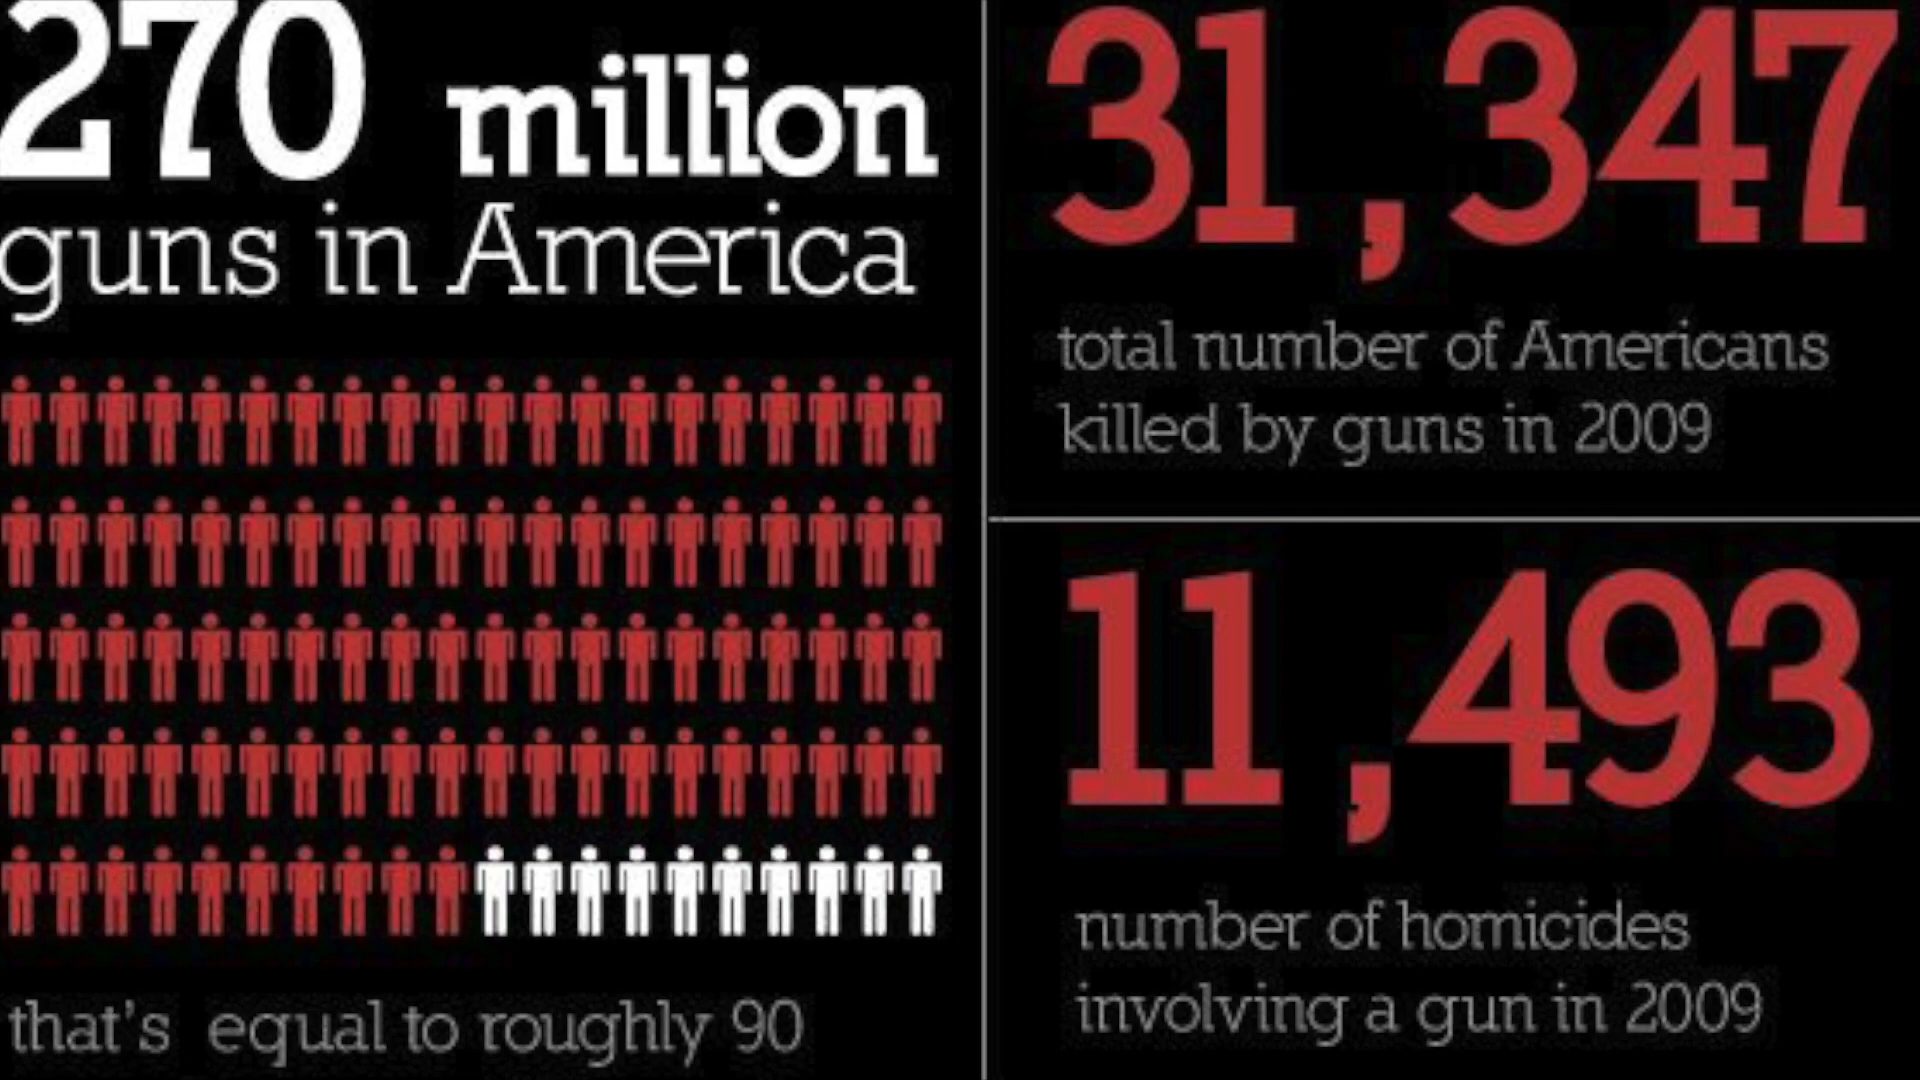 270 million
guns in America
that's equal to roughly 90
31,347
total number of Americans
killed by guns in 2009
11,493
number of homicides
involving a gun in 2009